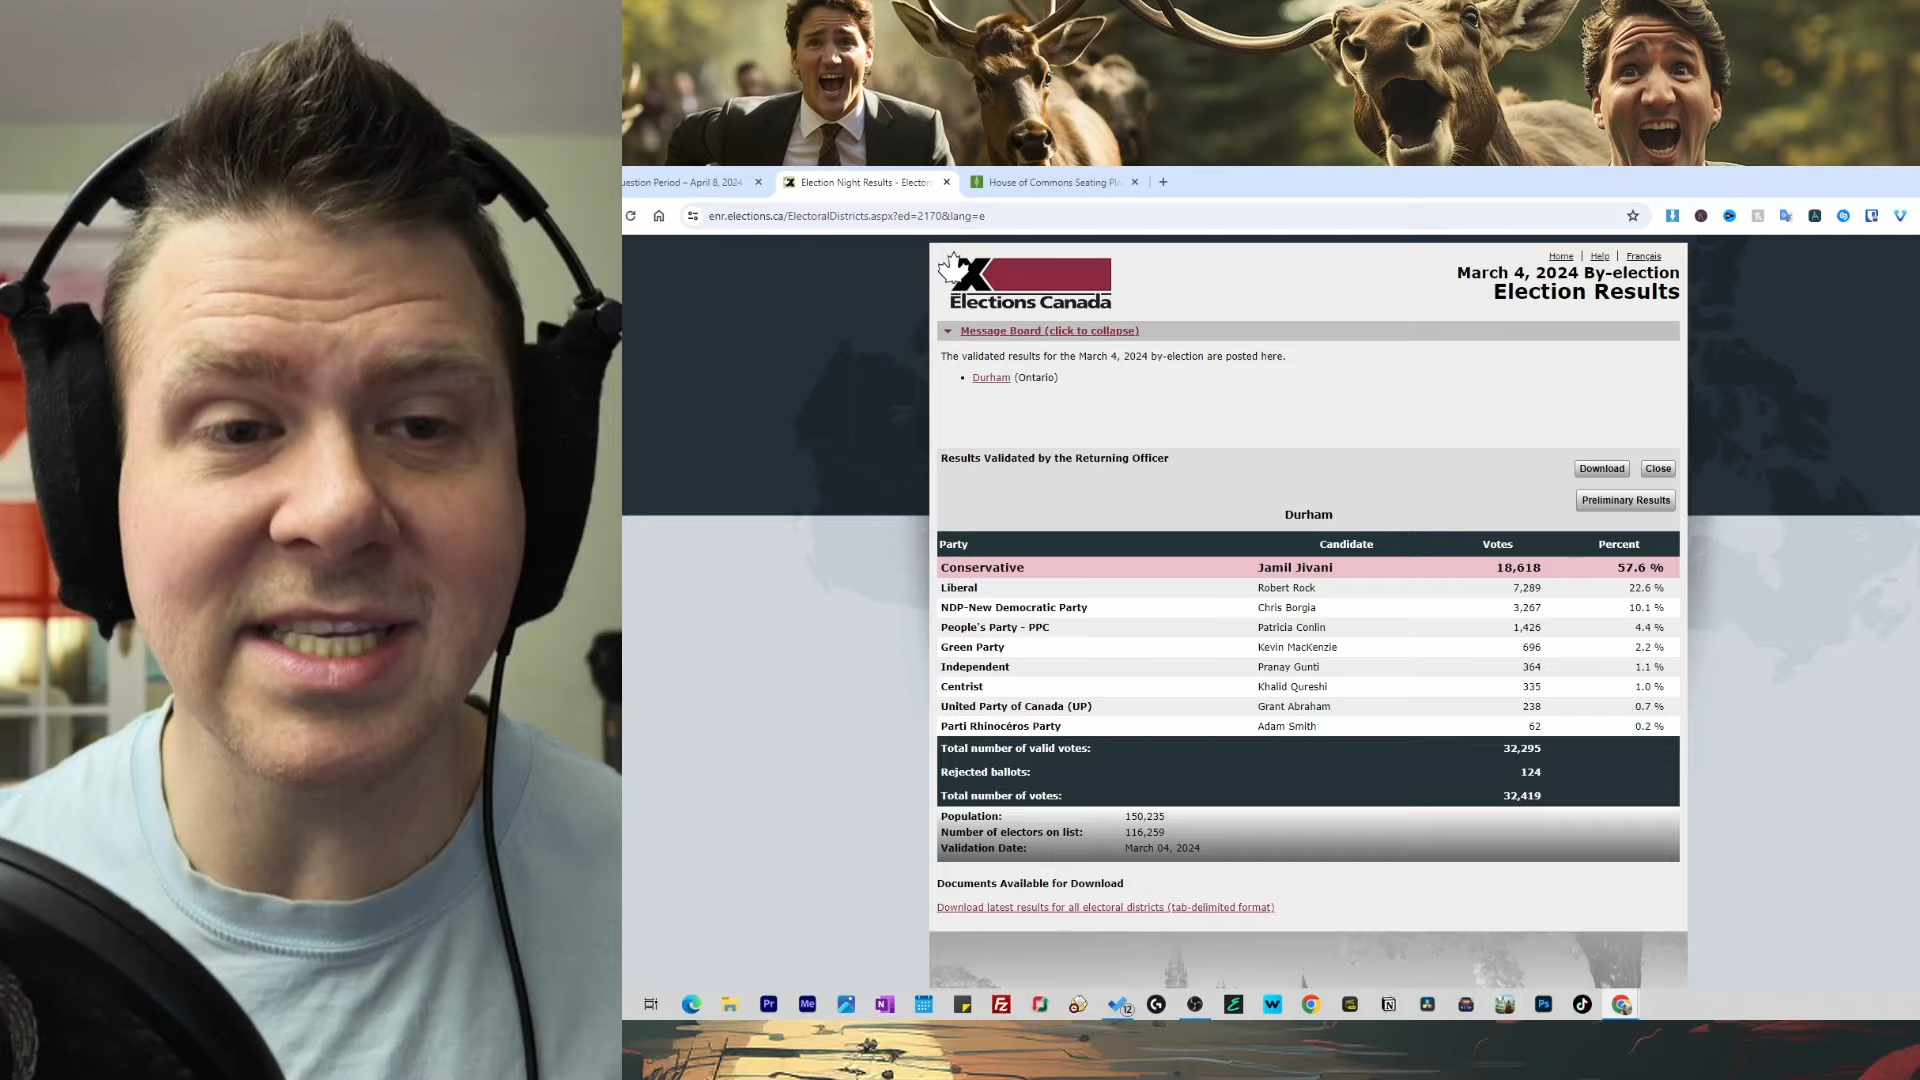 uestion Period – April 8, 2024
Election Night Results - Elector
House of Commons Seating Pl
enr.elections.ca/ElectoralDistricts.aspx?ed=2170&lang=e
Elections Canada
Home | Help | Français
March 4, 2024 By-election
Election Results
Message Board (click to collapse)
The validated results for the March 4, 2024 by-election are posted here.
• Durham (Ontario)
Results Validated by the Returning Officer
Download Close
Preliminary Results
Durham
Party Candidate Votes Percent
Conservative Jamil Jivani 18,618 57.6 %
Liberal Robert Rock 7,289 22.6 %
NDP-New Democratic Party Chris Borgia 3,267 10.1 %
People's Party - PPC Patricia Conlin 1,426 4.4 %
Green Party Kevin MacKenzie 696 2.2 %
Independent Pranay Gunti 364 1.1 %
Centrist Khalid Qureshi 335 1.0 %
United Party of Canada (UP) Grant Abraham 238 0.7 %
Parti Rhinocéros Party Adam Smith 62 0.2 %
Total number of valid votes: 32,295
Rejected ballots: 124
Total number of votes: 32,419
Population: 150,235
Number of electors on list: 116,259
Validation Date: March 04, 2024
Documents Available for Download
Download latest results for all electoral districts (tab-delimited format)
Pr Me N Fz 12 W N Ps